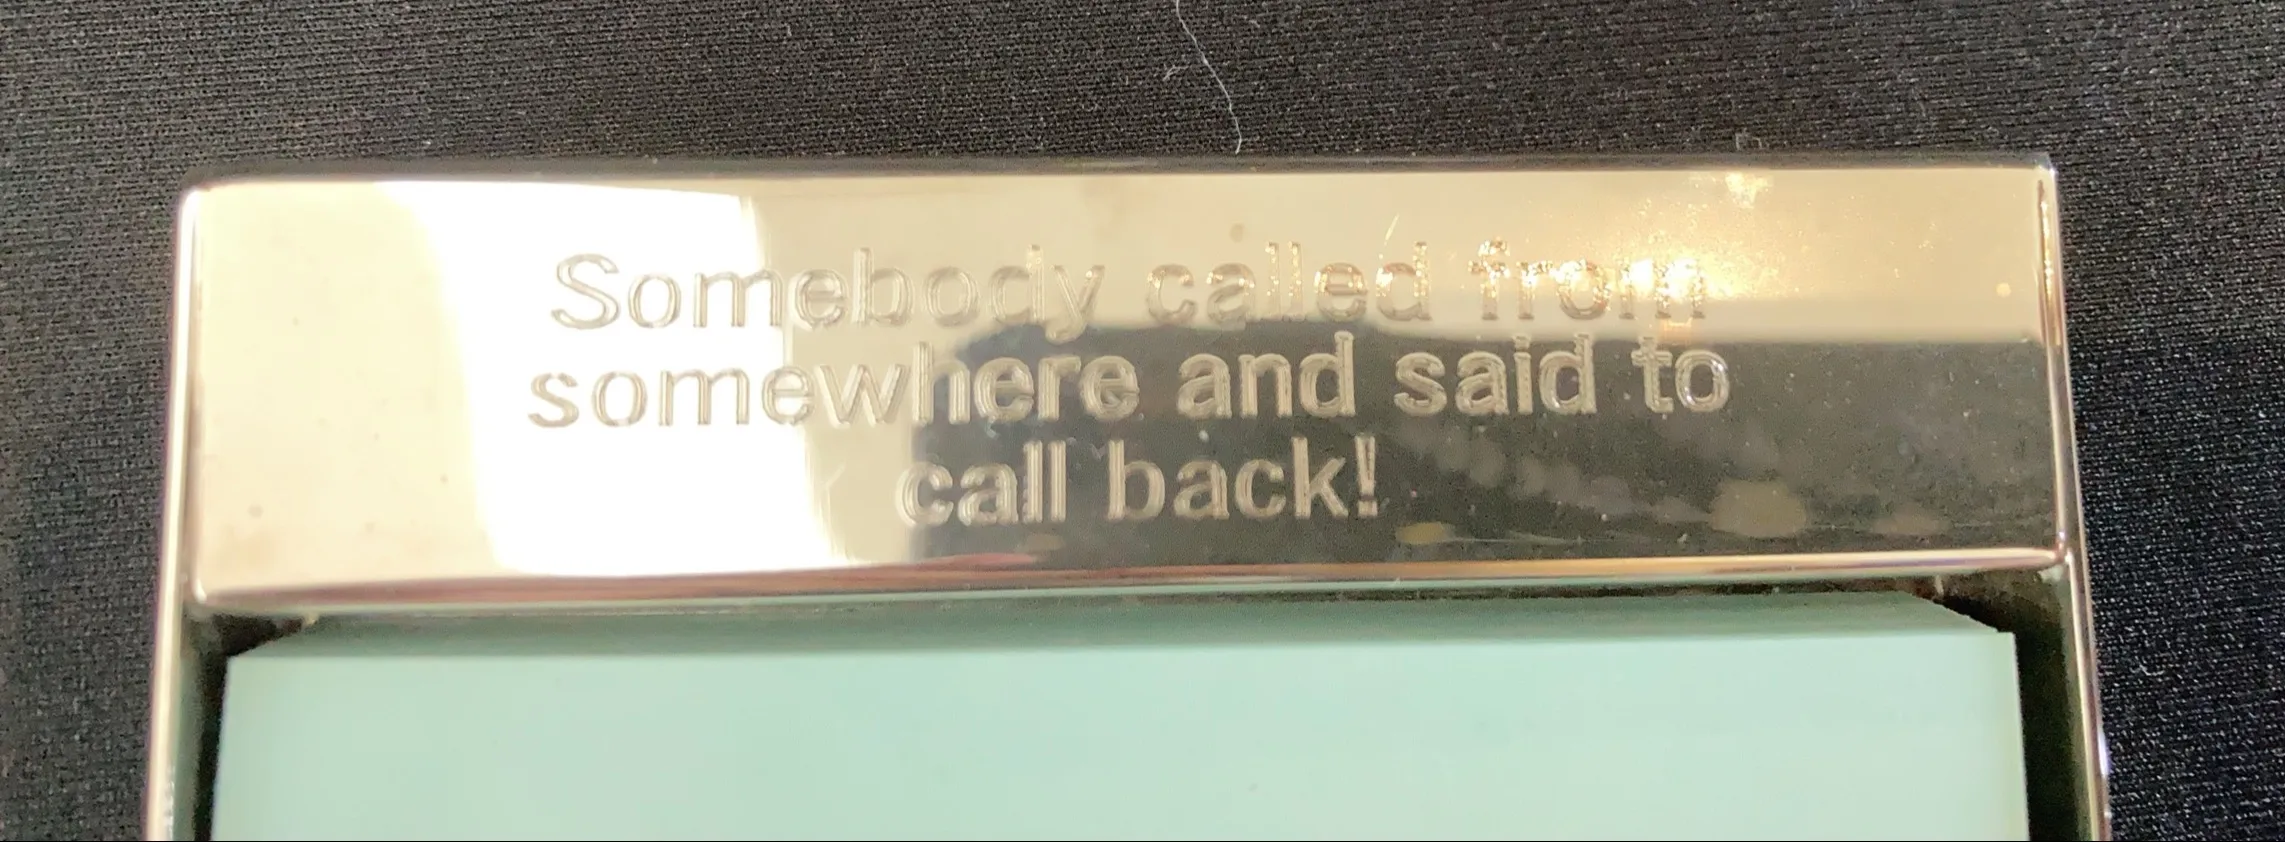 Somebody called from
somewhere and said to
call back!